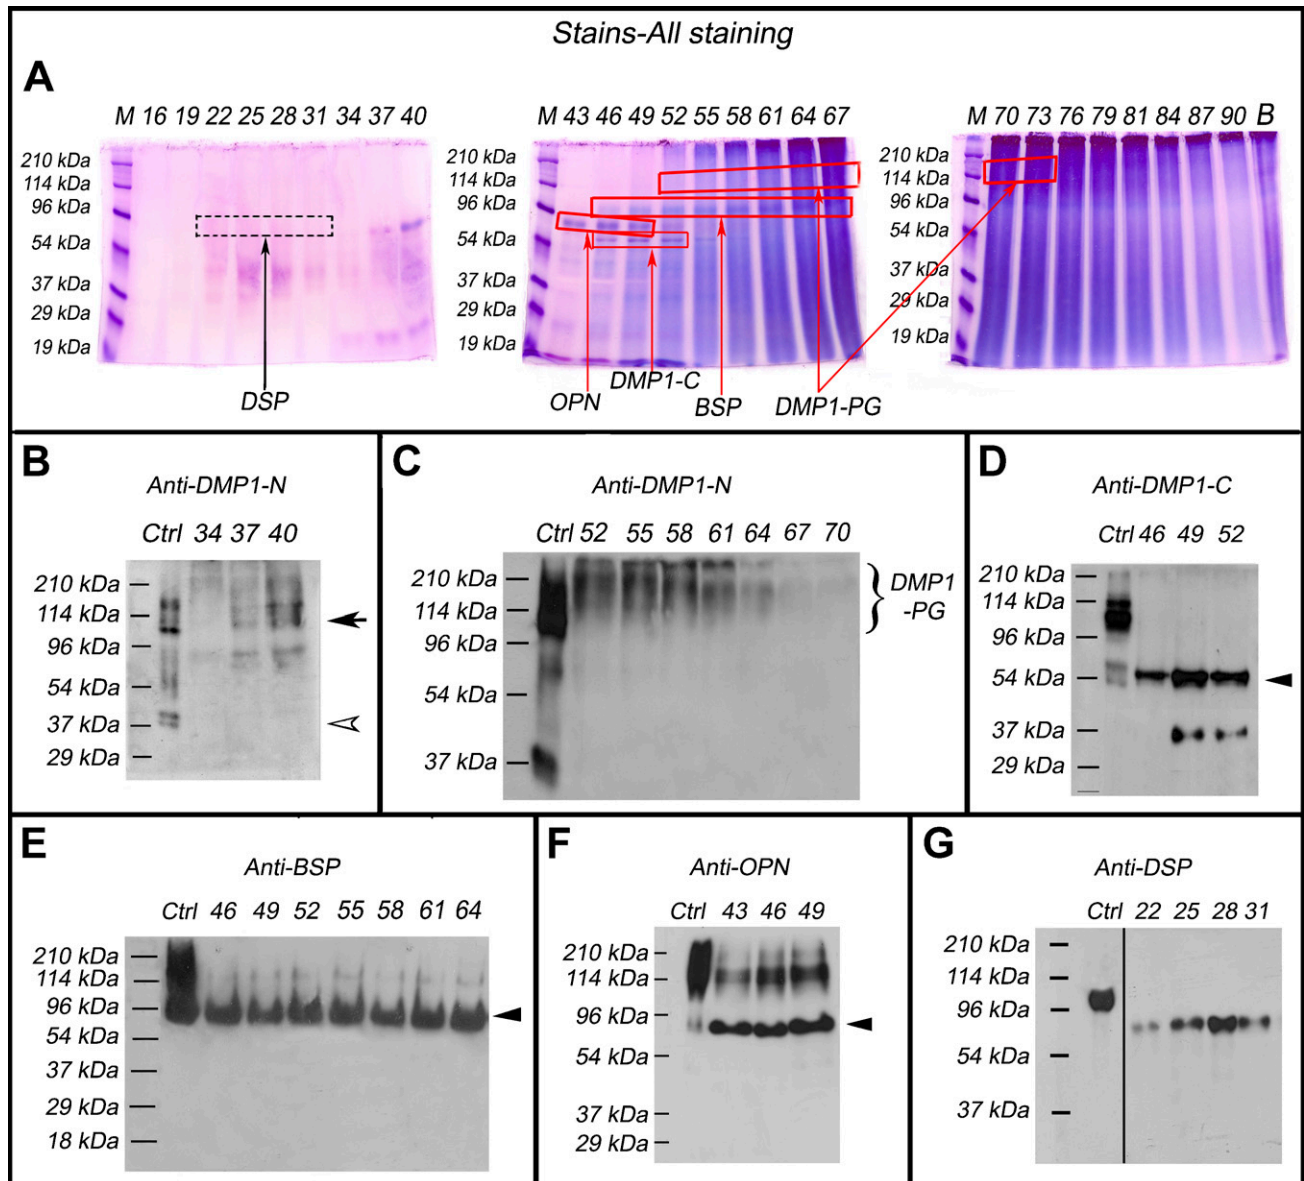 Stains-All staining
A
M 16 19 22 25 28 31 34 37 40
210 kDa
114 kDa
96 kDa
54 kDa
37 kDa
29 kDa
19 kDa
DSP
M 43 46 49 52 55 58 61 64 67
210 kDa
114 kDa
96 kDa
54 kDa
37 kDa
29 kDa
19 kDa
OPN
DMP1-C
BSP
DMP1-PG
M 70 73 76 79 81 84 87 90 B
210 kDa
114 kDa
96 kDa
54 kDa
37 kDa
29 kDa
19 kDa
B
Anti-DMP1-N
Ctrl 34 37 40
210 kDa
114 kDa
96 kDa
54 kDa
37 kDa
29 kDa
C
Anti-DMP1-N
Ctrl 52 55 58 61 64 67 70
210 kDa
114 kDa
96 kDa
54 kDa
37 kDa
DMP1
-PG
D
Anti-DMP1-C
Ctrl 46 49 52
210 kDa
114 kDa
96 kDa
54 kDa
37 kDa
29 kDa
E
Anti-BSP
Ctrl 46 49 52 55 58 61 64
210 kDa
114 kDa
96 kDa
54 kDa
37 kDa
29 kDa
18 kDa
F
Anti-OPN
Ctrl 43 46 49
210 kDa
114 kDa
96 kDa
54 kDa
37 kDa
29 kDa
G
Anti-DSP
Ctrl 22 25 28 31
210 kDa
114 kDa
96 kDa
54 kDa
37 kDa